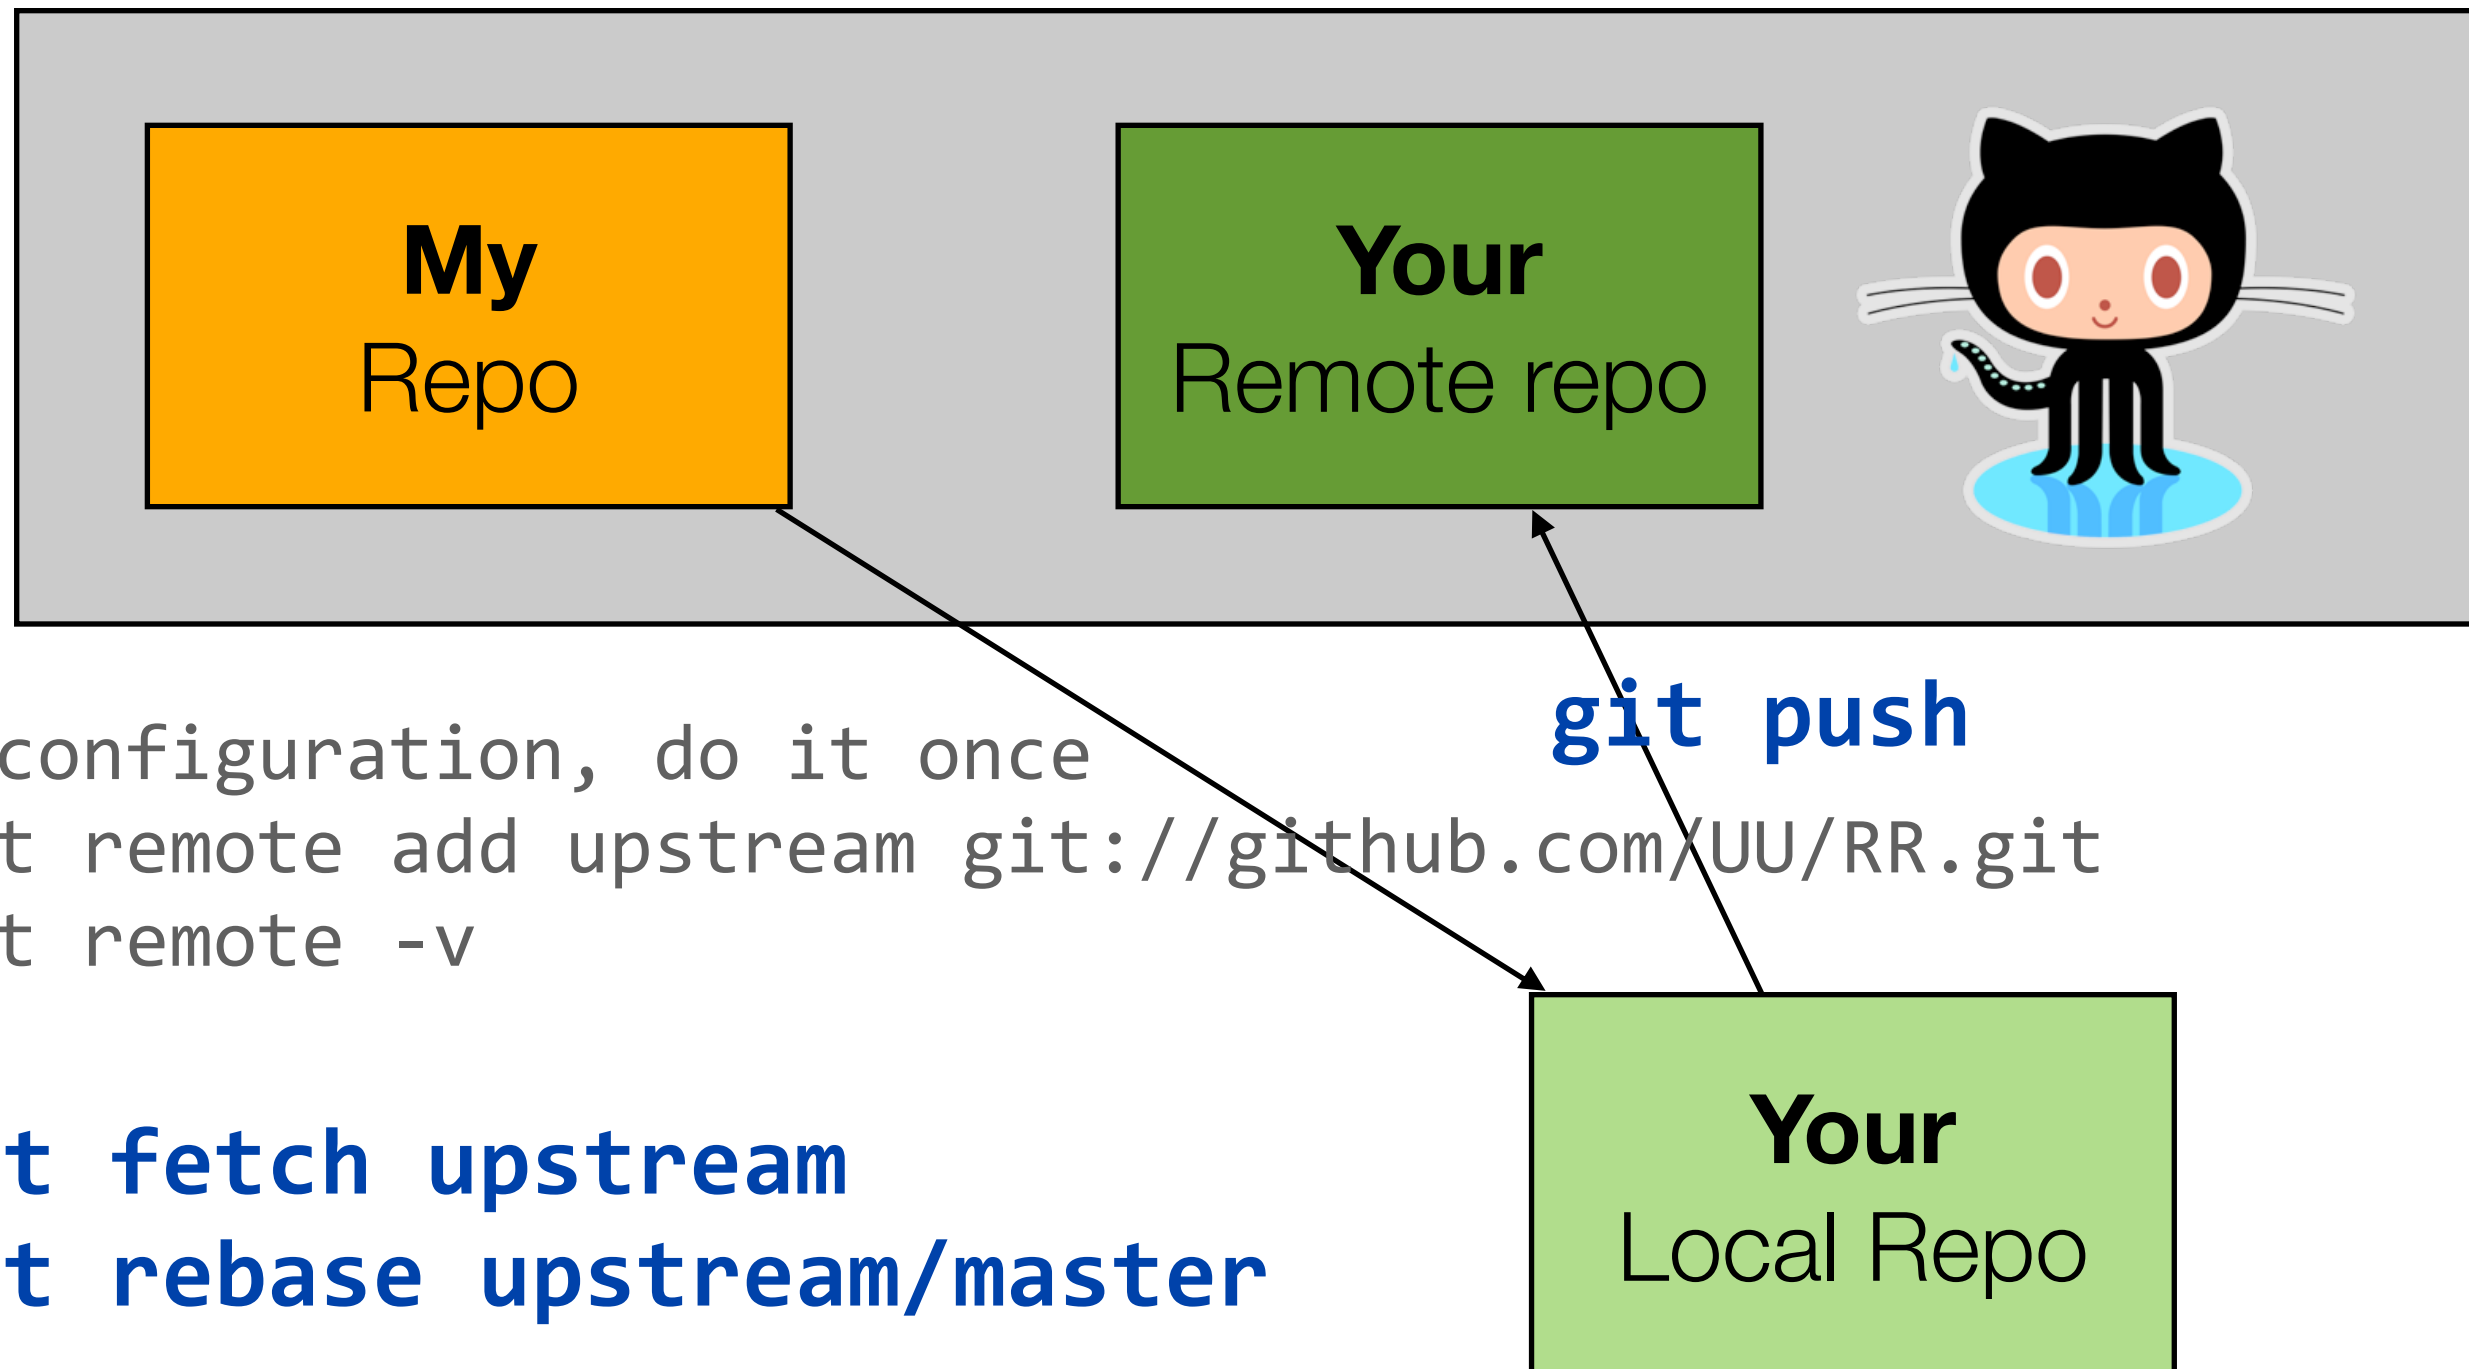 My
Repo
Your
Remote repo
git push
configuration, do it once
t remote add upstream git://github.com/UU/RR.git
t remote -v
t fetch upstream
t rebase upstream/master
Your
Local Repo